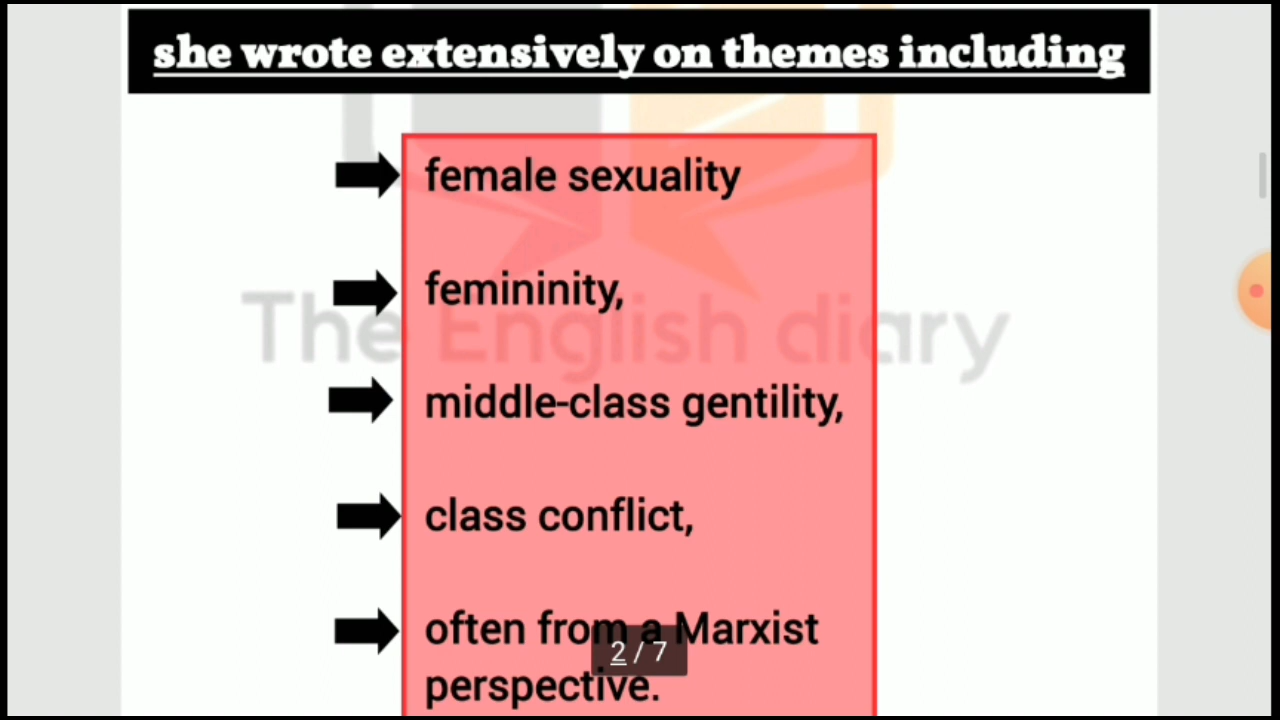 she wrote extensively on themes including
female sexuality
femininity,
The English diary
middle-class gentility,
class conflict,
often from a Marxist
2 / 7
perspective.